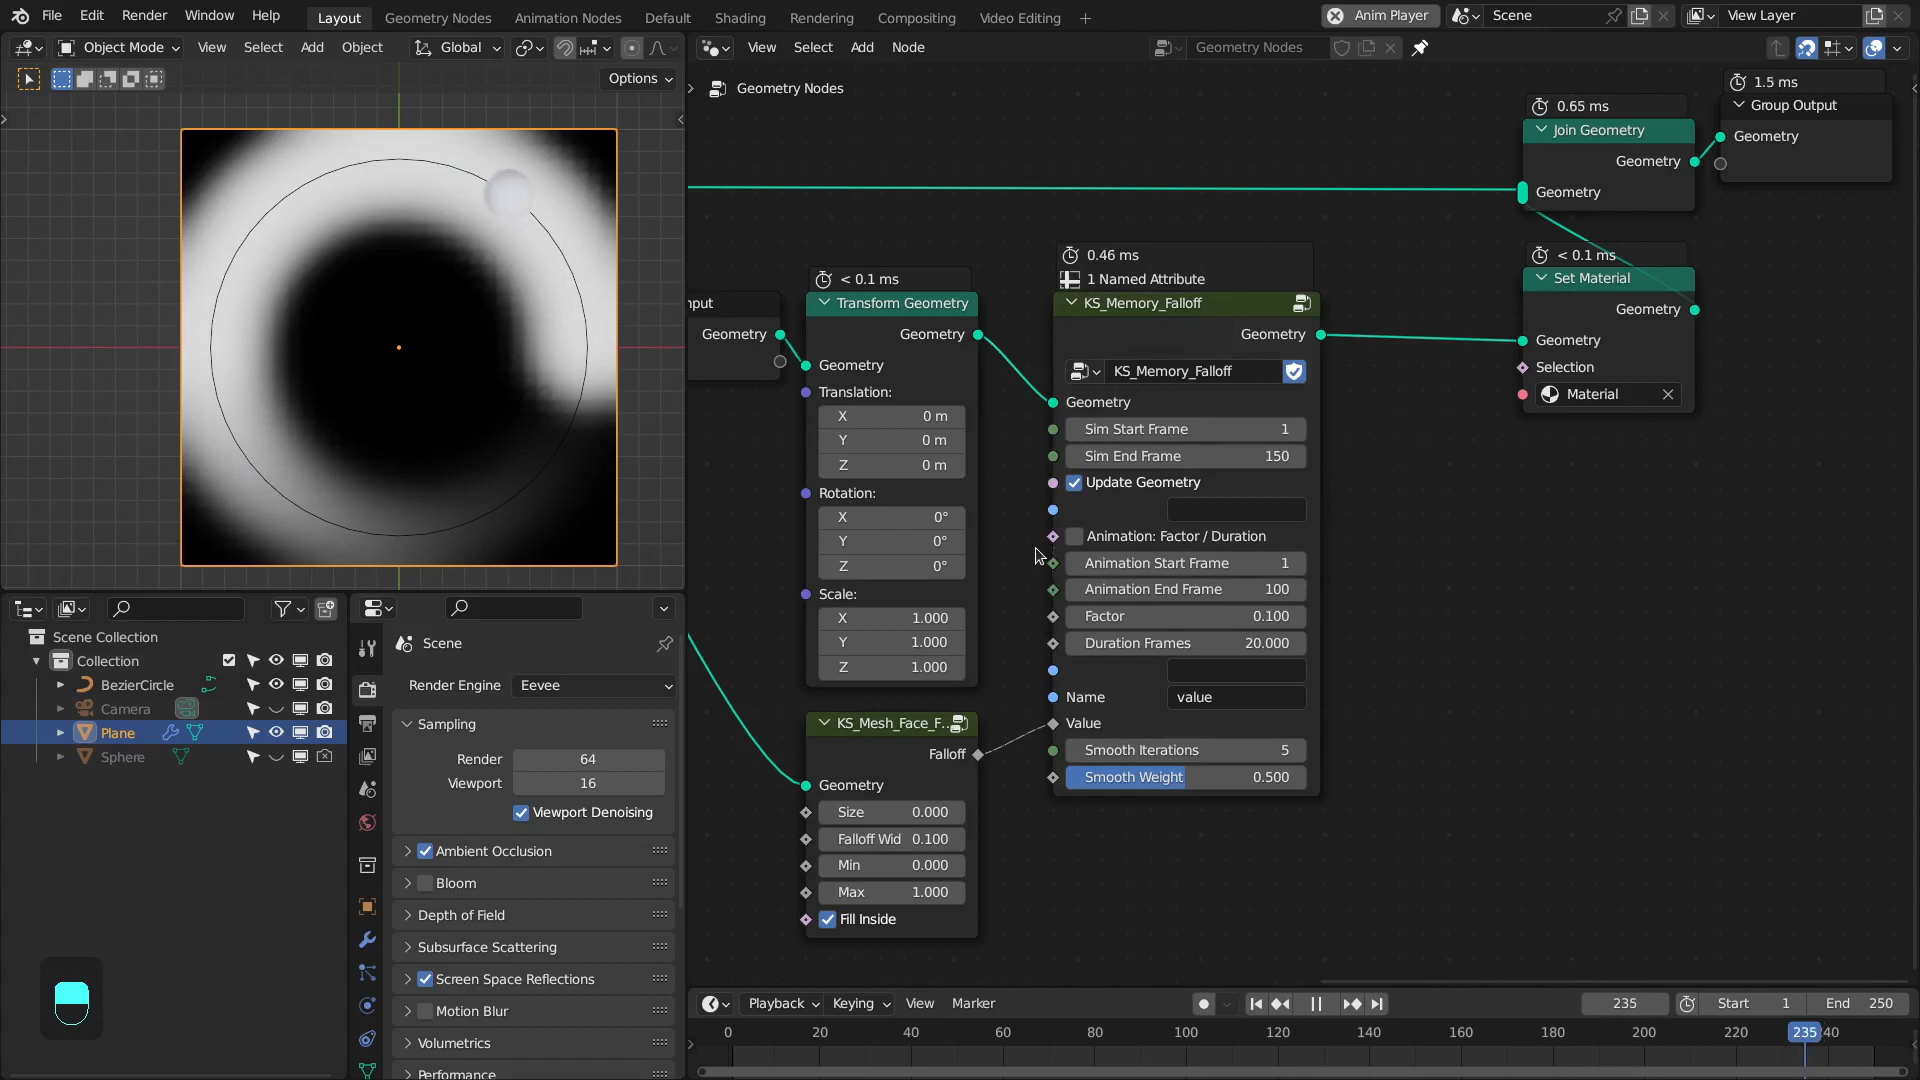 File Edit Render Window Help Layout Geometry Nodes Animation Nodes Default Shading Rendering Compositing Video Editing + Anim Player Scene View Layer
Object Mode View Select Add Object Global
View Select Add Node Geometry Nodes
Options
Geometry Nodes
1.5 ms
Group Output
Geometry
0.65 ms
Join Geometry
Geometry
Geometry
< 0.1 ms
Set Material
Geometry
Geometry
Selection
Material
nput
Geometry
< 0.1 ms
Transform Geometry
Geometry
Geometry
Translation:
X 0 m
Y 0 m
Z 0 m
Rotation:
X 0°
Y 0°
Z 0°
Scale:
X 1.000
Y 1.000
Z 1.000
0.46 ms
1 Named Attribute
KS_Memory_Falloff
Geometry
KS_Memory_Falloff
Geometry
Sim Start Frame 1
Sim End Frame 150
Update Geometry
Animation: Factor / Duration
Animation Start Frame 1
Animation End Frame 100
Factor 0.100
Duration Frames 20.000
Name value
Value
Smooth Iterations 5
Smooth Weight 0.500
KS_Mesh_Face_F..
Falloff
Geometry
Size 0.000
Falloff Wid 0.100
Min 0.000
Max 1.000
Fill Inside
Scene Collection
Collection
BezierCircle
Camera
Plane
Sphere
Scene
Render Engine Eevee
Sampling
Render 64
Viewport 16
Viewport Denoising
Ambient Occlusion
Bloom
Depth of Field
Subsurface Scattering
Screen Space Reflections
Motion Blur
Volumetrics
Performance
Playback Keying View Marker 235 Start 1 End 250
0 20 40 60 80 100 120 140 160 180 200 220 235 40